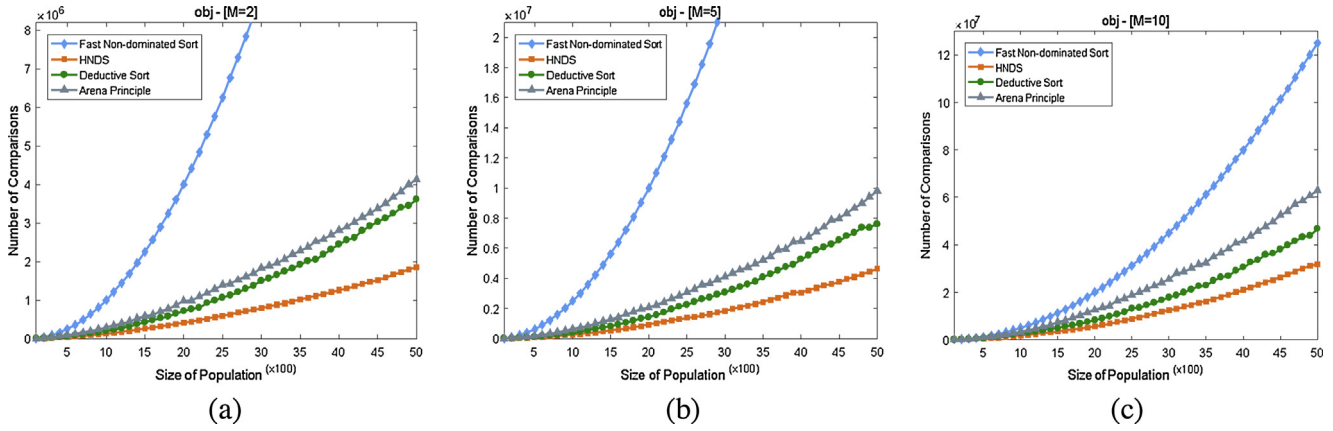 obj - [M=2]
×10⁶
8
7
6
5
4
3
2
1
0
Number of Comparisons
Fast Non-dominated Sort
HNDS
Deductive Sort
Arena Principle
5 10 15 20 25 30 35 40 45 50
Size of Population (×100)
(a)
obj - [M=5]
×10⁷
2
1.8
1.6
1.4
1.2
1
0.8
0.6
0.4
0.2
0
Number of Comparisons
Fast Non-dominated Sort
HNDS
Deductive Sort
Arena Principle
5 10 15 20 25 30 35 40 45 50
Size of Population (×100)
(b)
obj - [M=10]
×10⁷
12
10
8
6
4
2
0
Number of Comparisons
Fast Non-dominated Sort
HNDS
Deductive Sort
Arena Principle
5 10 15 20 25 30 35 40 45 50
Size of Population (×100)
(c)